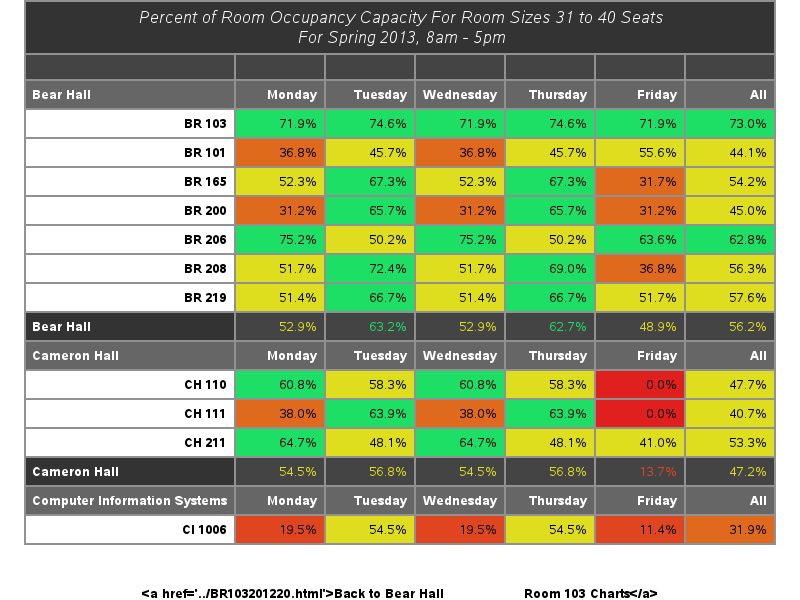 Percent of Room Occupancy Capacity For Room Sizes 31 to 40 Seats
For Spring 2013, 8am - 5pm
Bear Hall Monday Tuesday Wednesday Thursday Friday All
BR 103 71.9% 74.6% 71.9% 74.6% 71.9% 73.0%
BR 101 36.8% 45.7% 36.8% 45.7% 55.6% 44.1%
BR 165 52.3% 67.3% 52.3% 67.3% 31.7% 54.2%
BR 200 31.2% 65.7% 31.2% 65.7% 31.2% 45.0%
BR 206 75.2% 50.2% 75.2% 50.2% 63.6% 62.8%
BR 208 51.7% 72.4% 51.7% 69.0% 36.8% 56.3%
BR 219 51.4% 66.7% 51.4% 66.7% 51.7% 57.6%
Bear Hall 52.9% 63.2% 52.9% 62.7% 48.9% 56.2%
Cameron Hall Monday Tuesday Wednesday Thursday Friday All
CH 110 60.8% 58.3% 60.8% 58.3% 0.0% 47.7%
CH 111 38.0% 63.9% 38.0% 63.9% 0.0% 40.7%
CH 211 64.7% 48.1% 64.7% 48.1% 41.0% 53.3%
Cameron Hall 54.5% 56.8% 54.5% 56.8% 13.7% 47.2%
Computer Information Systems Monday Tuesday Wednesday Thursday Friday All
CI 1006 19.5% 54.5% 19.5% 54.5% 11.4% 31.9%
<a href='../BR103201220.html'>Back to Bear Hall Room 103 Charts</a>